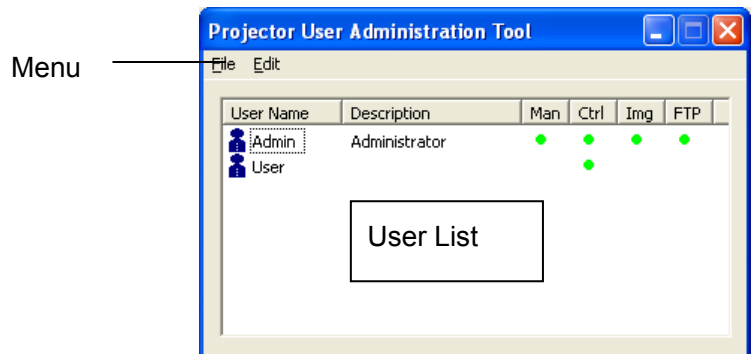 Projector User Administration Tool
Menu
File Edit
User Name Description Man Ctrl Img FTP
Admin Administrator
User
User List